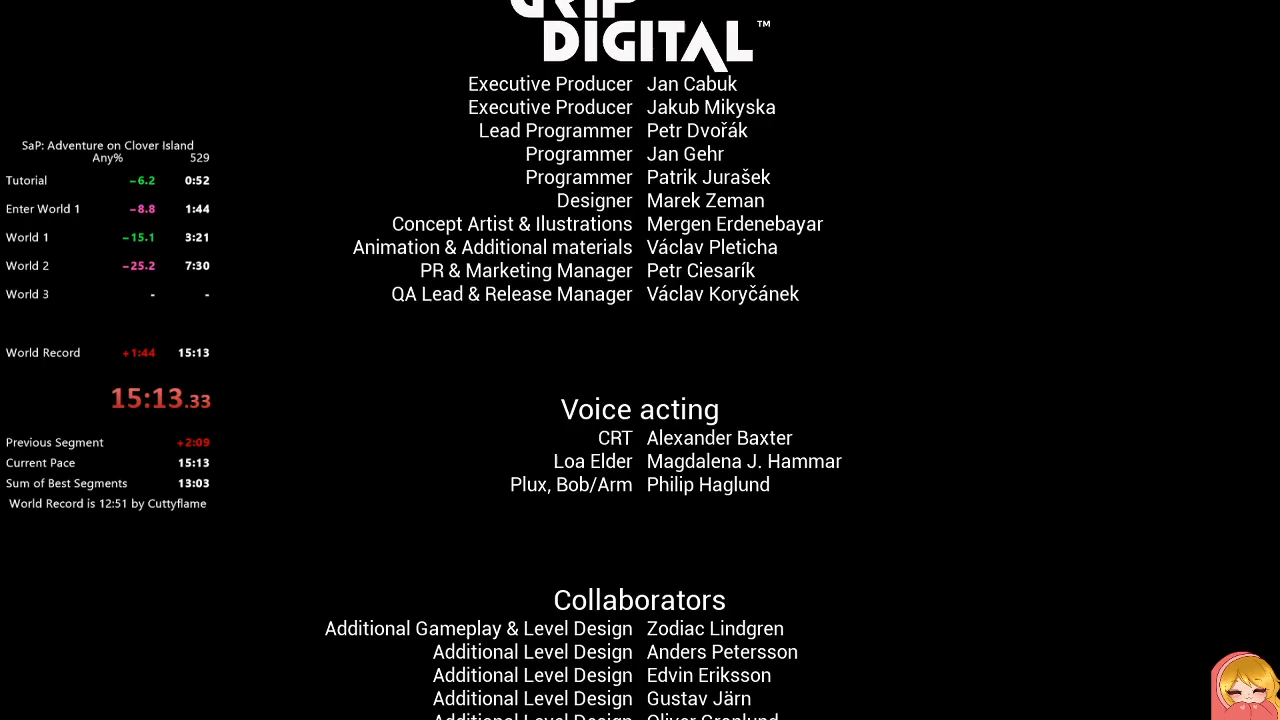 GRIP
DIGITAL™
Executive Producer Jan Cabuk
Executive Producer Jakub Mikyska
Lead Programmer Petr Dvořák
Programmer Jan Gehr
Programmer Patrik Jurašek
Designer Marek Zeman
Concept Artist & Ilustrations Mergen Erdenebayar
Animation & Additional materials Václav Pleticha
PR & Marketing Manager Petr Ciesarík
QA Lead & Release Manager Václav Koryčánek
Voice acting
CRT Alexander Baxter
Loa Elder Magdalena J. Hammar
Plux, Bob/Arm Philip Haglund
Collaborators
Additional Gameplay & Level Design Zodiac Lindgren
Additional Level Design Anders Petersson
Additional Level Design Edvin Eriksson
Additional Level Design Gustav Järn
Additional Level Design Oliver Granlund
SaP: Adventure on Clover Island
Any% 529
Tutorial -6.2 0:52
Enter World 1 -8.8 1:44
World 1 -15.1 3:21
World 2 -25.2 7:30
World 3 - -
World Record +1:44 15:13
15:13.33
Previous Segment +2:09
Current Pace 15:13
Sum of Best Segments 13:03
World Record is 12:51 by Cuttyflame